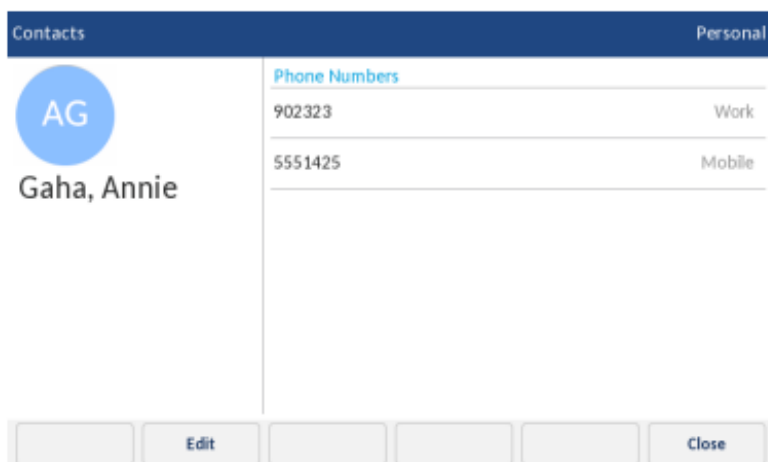 Contacts Personal
AG
Gaha, Annie
Phone Numbers
902323 Work
5551425 Mobile
Edit Close